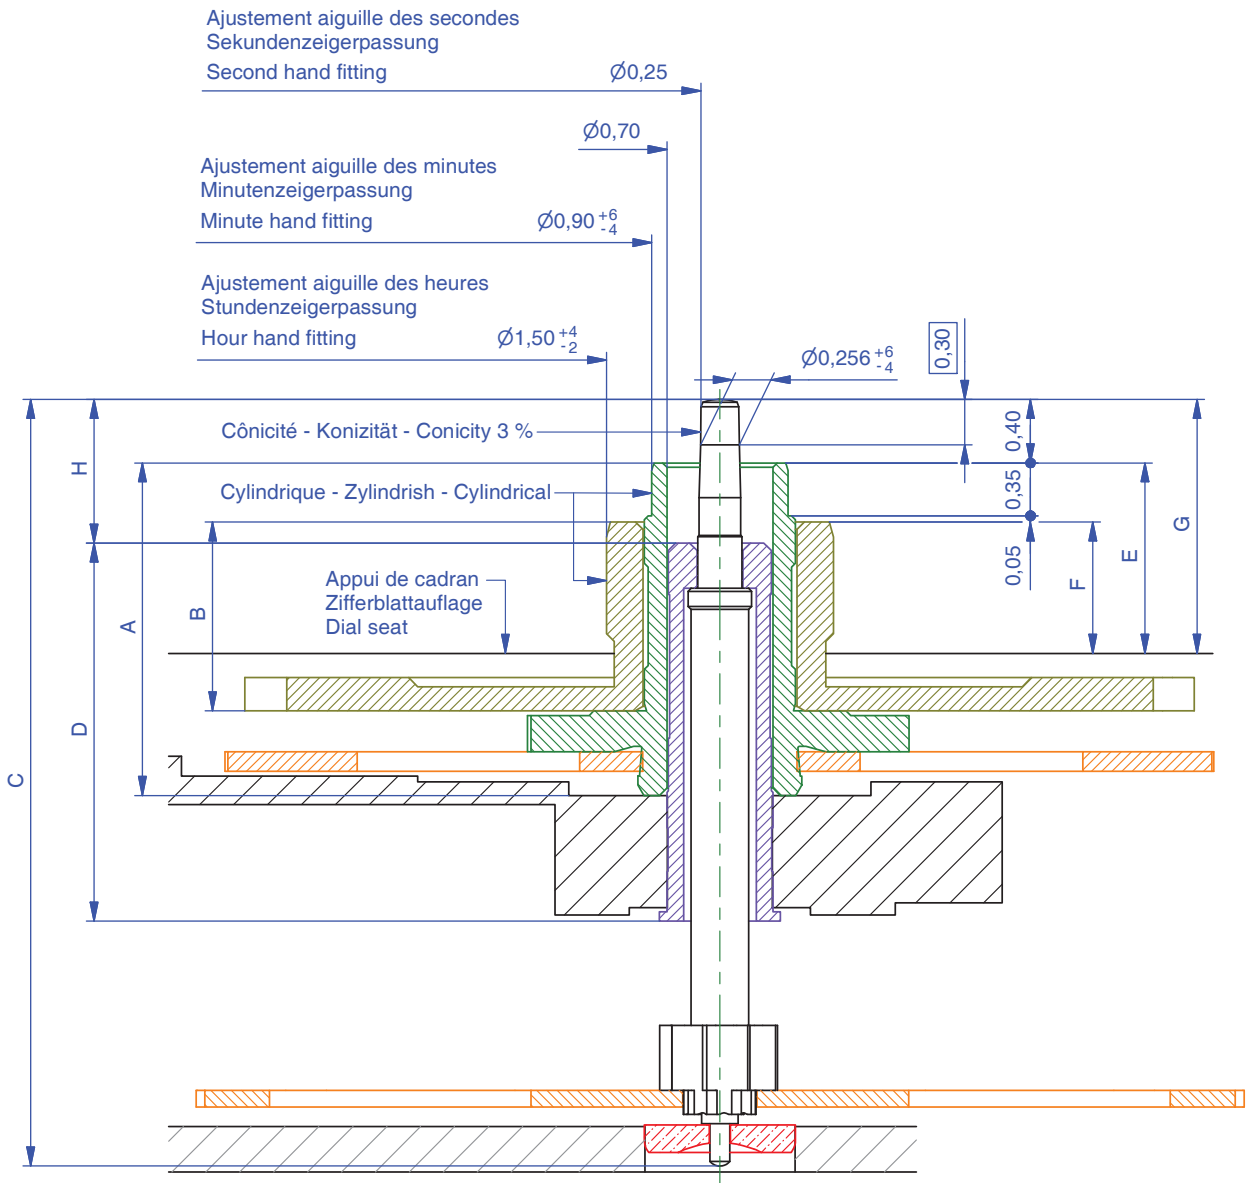 Ajustement aiguille des secondes
Sekundenzeigerpassung
Second hand fitting Ø0,25
Ø0,70
Ajustement aiguille des minutes
Minutenzeigerpassung
Minute hand fitting Ø0,90 +6 -4
Ajustement aiguille des heures
Stundenzeigerpassung
Hour hand fitting Ø1,50 +4 -2
Ø0,256 +6 -4
0,30
Cônicité - Konizität - Conicity 3 %
0,40
H
Cylindrique - Zylindrish - Cylindrical
0,35
G
E
0,05
F
Appui de cadran
Zifferblattauflage
Dial seat
B
A
D
C